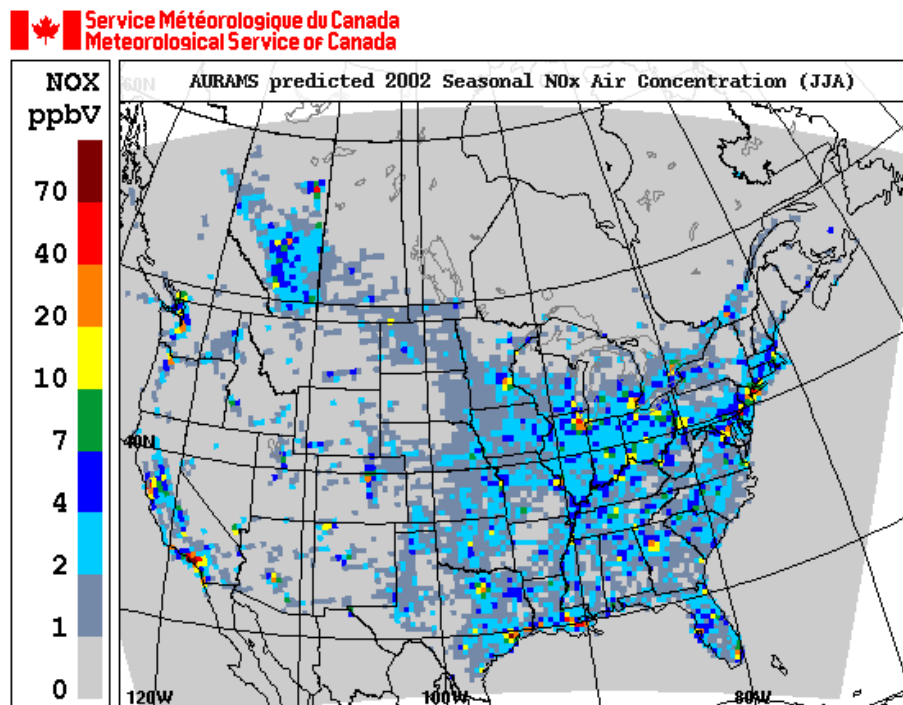 Service Météorologique du Canada
Meteorological Service of Canada
NOX
ppbV
70
40
20
10
7
4
2
1
0
60N
AURAMS predicted 2002 Seasonal NOx Air Concentration (JJA)
40N
120W
100W
80W